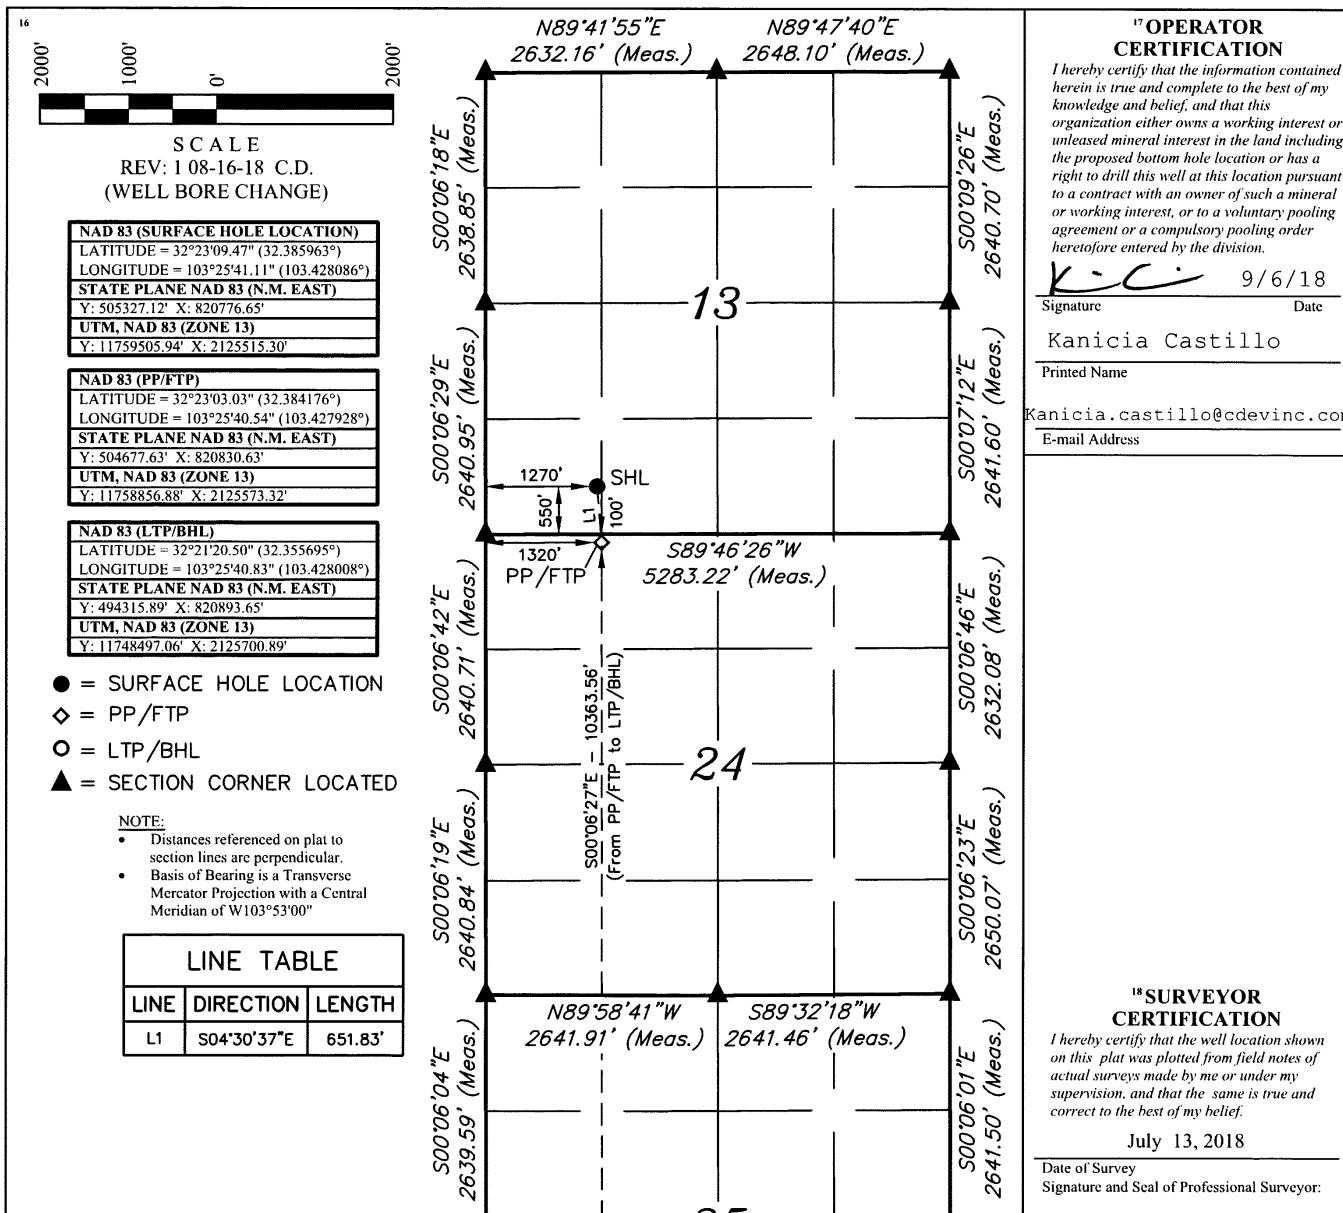 16
2000'
1000'
0'
2000'
SCALE
REV: 1 08-16-18 C.D.
(WELL BORE CHANGE)
NAD 83 (SURFACE HOLE LOCATION)
LATITUDE = 32°23'09.47" (32.385963°)
LONGITUDE = 103°25'41.11" (103.428086°)
STATE PLANE NAD 83 (N.M. EAST)
Y: 505327.12' X: 820776.65'
UTM, NAD 83 (ZONE 13)
Y: 11759505.94' X: 2125515.30'
NAD 83 (PP/FTP)
LATITUDE = 32°23'03.03" (32.384176°)
LONGITUDE = 103°25'40.54" (103.427928°)
STATE PLANE NAD 83 (N.M. EAST)
Y: 504677.63' X: 820830.63'
UTM, NAD 83 (ZONE 13)
Y: 11758856.88' X: 2125573.32'
NAD 83 (LTP/BHL)
LATITUDE = 32°21'20.50" (32.355695°)
LONGITUDE = 103°25'40.83" (103.428008°)
STATE PLANE NAD 83 (N.M. EAST)
Y: 494315.89' X: 820893.65'
UTM, NAD 83 (ZONE 13)
Y: 11748497.06' X: 2125700.89'
= SURFACE HOLE LOCATION
= PP/FTP
= LTP/BHL
= SECTION CORNER LOCATED
NOTE:
• Distances referenced on plat to
section lines are perpendicular.
• Basis of Bearing is a Transverse
Mercator Projection with a Central
Meridian of W103°53'00"
LINE TABLE
LINE DIRECTION LENGTH
L1 S04°30'37"E 651.83'
N89°41'55"E
2632.16' (Meas.)
N89°47'40"E
2648.10' (Meas.)
S00°06'18"E
2638.85' (Meas.)
S00°09'26"E
2640.70' (Meas.)
13
S00°06'29"E
2640.95' (Meas.)
S00°07'12"E
2641.60' (Meas.)
1270'
SHL
550'
L1
100'
1320'
PP/FTP
S89°46'26"W
5283.22' (Meas.)
S00°06'42"E
2640.71' (Meas.)
S00°06'46"E
2632.08' (Meas.)
S00°06'27"E - 10363.56'
(From PP/FTP to LTP/BHL)
24
S00°06'19"E
2640.84' (Meas.)
S00°06'23"E
2650.07' (Meas.)
N89°58'41"W
2641.91' (Meas.)
S89°32'18"W
2641.46' (Meas.)
S00°06'04"E
2639.59' (Meas.)
S00°06'01"E
2641.50' (Meas.)
17 OPERATOR
CERTIFICATION
I hereby certify that the information contained
herein is true and complete to the best of my
knowledge and belief, and that this
organization either owns a working interest or
unleased mineral interest in the land including
the proposed bottom hole location or has a
right to drill this well at this location pursuant
to a contract with an owner of such a mineral
or working interest, or to a voluntary pooling
agreement or a compulsory pooling order
heretofore entered by the division.
9/6/18
Signature Date
Kanicia Castillo
Printed Name
Kanicia.castillo@cdevinc.com
E-mail Address
18 SURVEYOR
CERTIFICATION
I hereby certify that the well location shown
on this plat was plotted from field notes of
actual surveys made by me or under my
supervision, and that the same is true and
correct to the best of my belief.
July 13, 2018
Date of Survey
Signature and Seal of Professional Surveyor: